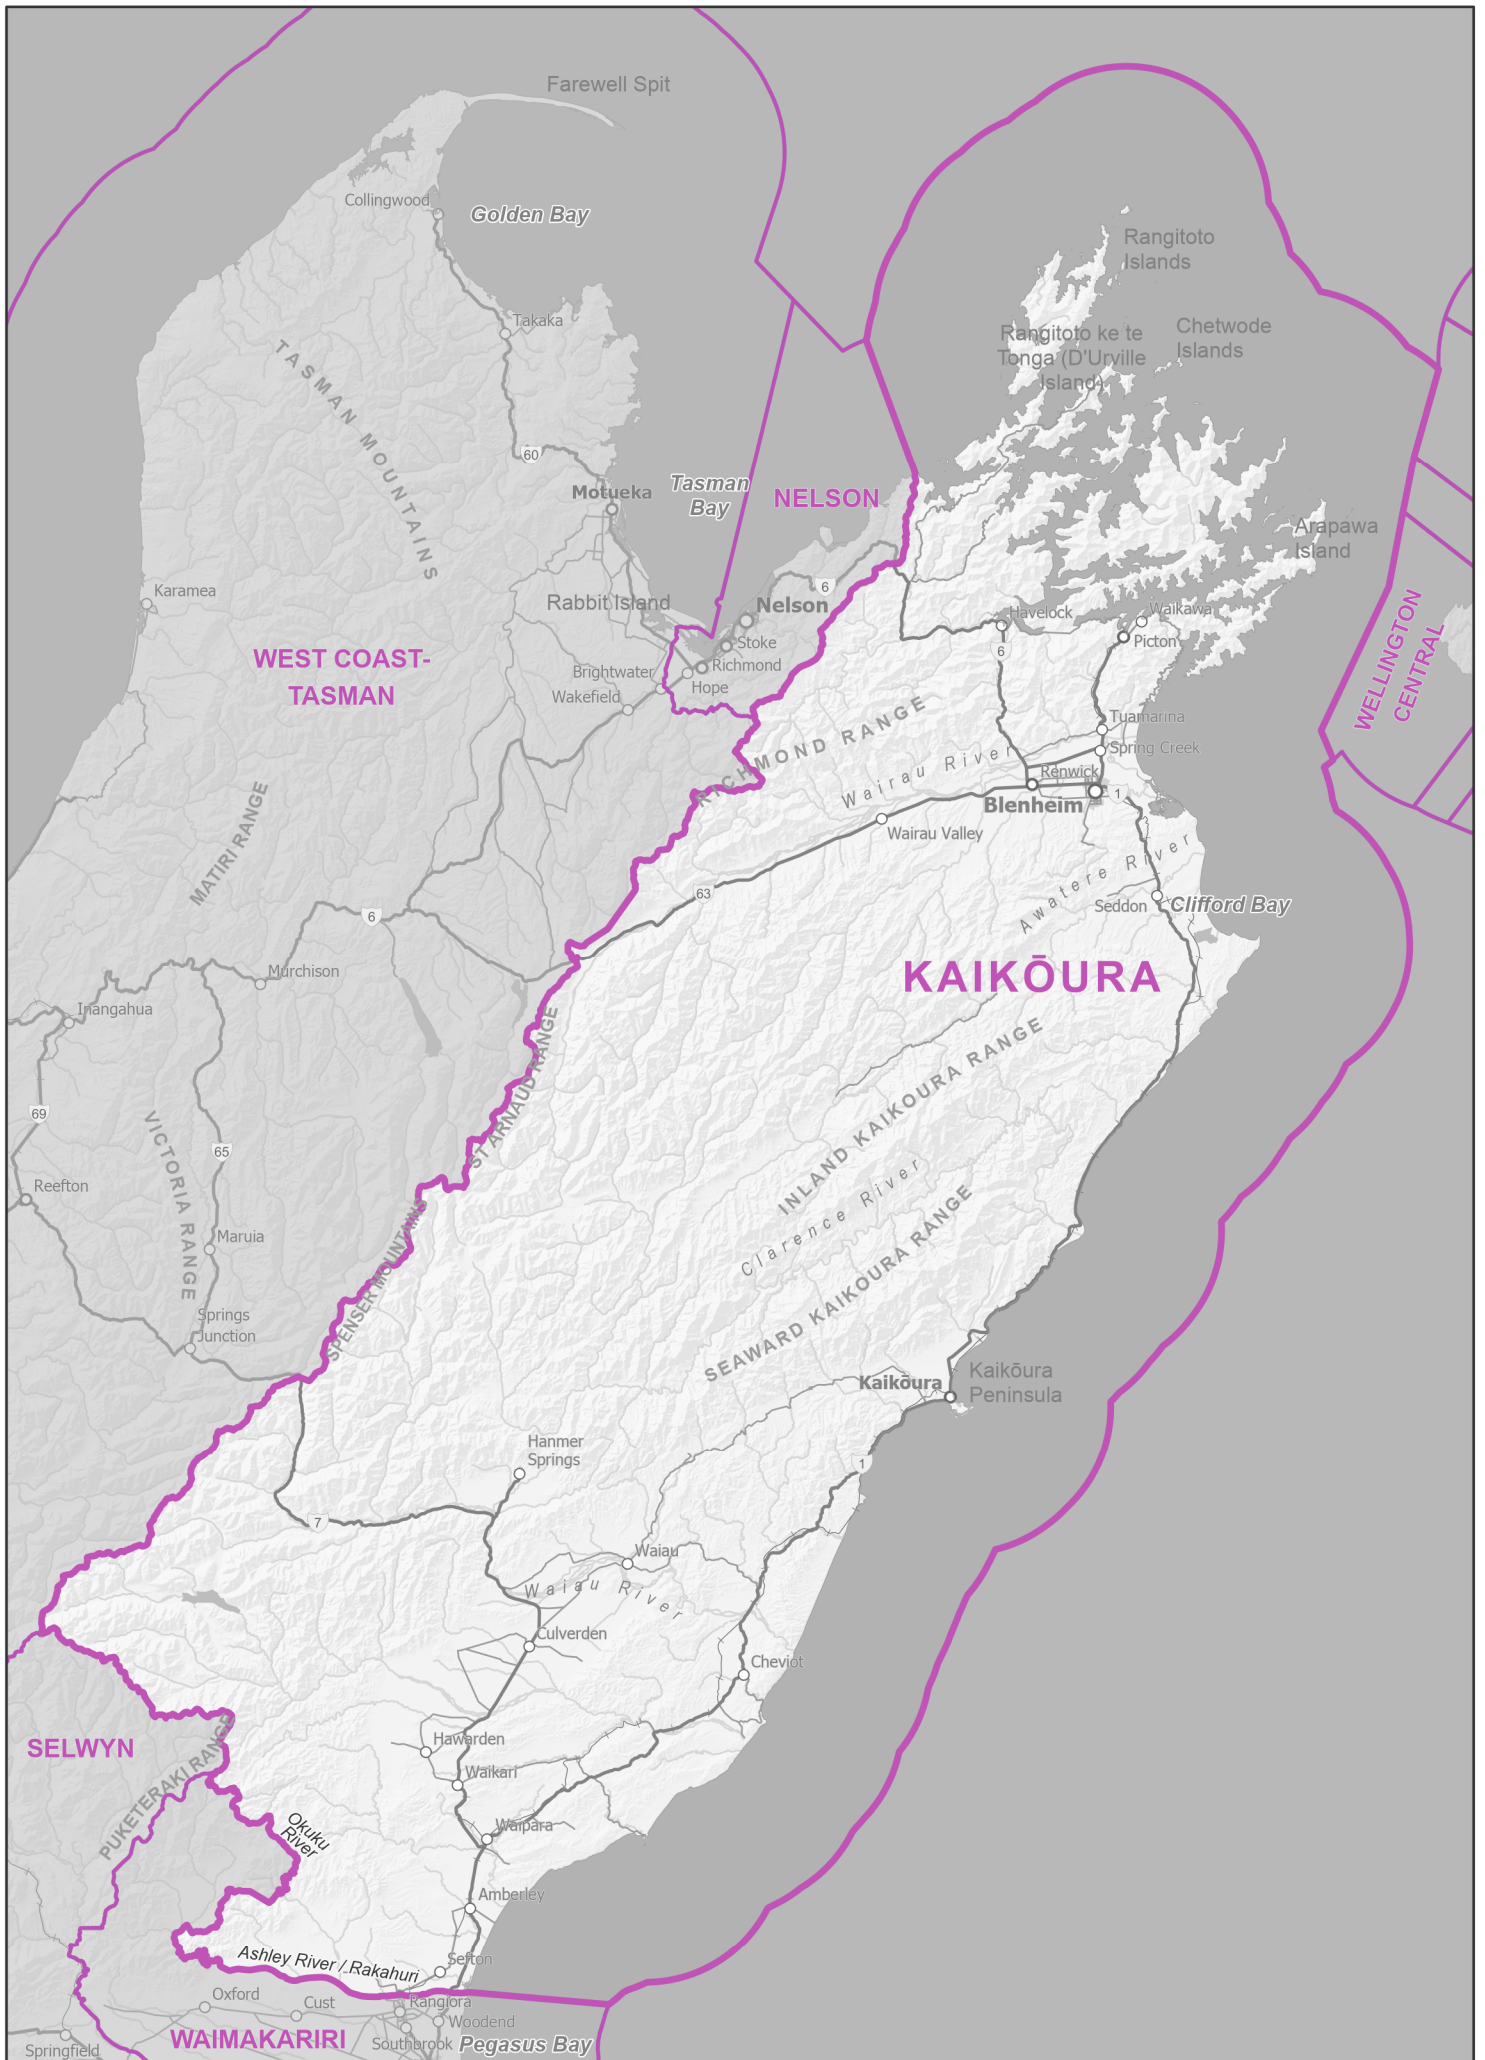 Farewell Spit
Collingwood
Golden Bay
Rangitoto
Islands
Takaka
Rangitoto ke te
Tonga (D'Urville
Island)
Chetwode
Islands
TASMAN MOUNTAINS
60
Motueka
Tasman
Bay
NELSON
Arapawa
Island
Karamea
Rabbit Island
6
Nelson
Havelock
Waikawa
Picton
6
Stoke
Richmond
Brightwater
Hope
Wakefield
WEST COAST-
TASMAN
WELLINGTON
CENTRAL
RICHMOND RANGE
Tuamarina
Spring Creek
Wairau River
Renwick
Blenheim
1
Wairau Valley
MATIRI RANGE
63
Awatere River
Seddon
Clifford Bay
6
Murchison
KAIKŌURA
Inangahua
ST ARNAUD RANGE
INLAND KAIKOURA RANGE
69
VICTORIA RANGE
65
Reefton
Clarence River
SEAWARD KAIKOURA RANGE
Maruia
SPENSER MOUNTAINS
Springs
Junction
Kaikōura
Kaikōura
Peninsula
Hanmer
Springs
1
7
Waiau
Waiau River
Culverden
Cheviot
SELWYN
PUKETERAKI RANGE
Hawarden
Waikari
Okuku
River
Waipara
Amberley
Ashley River / Rakahuri
Sefton
Oxford
Cust
Rangiora
Woodend
WAIMAKARIRI
Southbrook
Pegasus Bay
Springfield